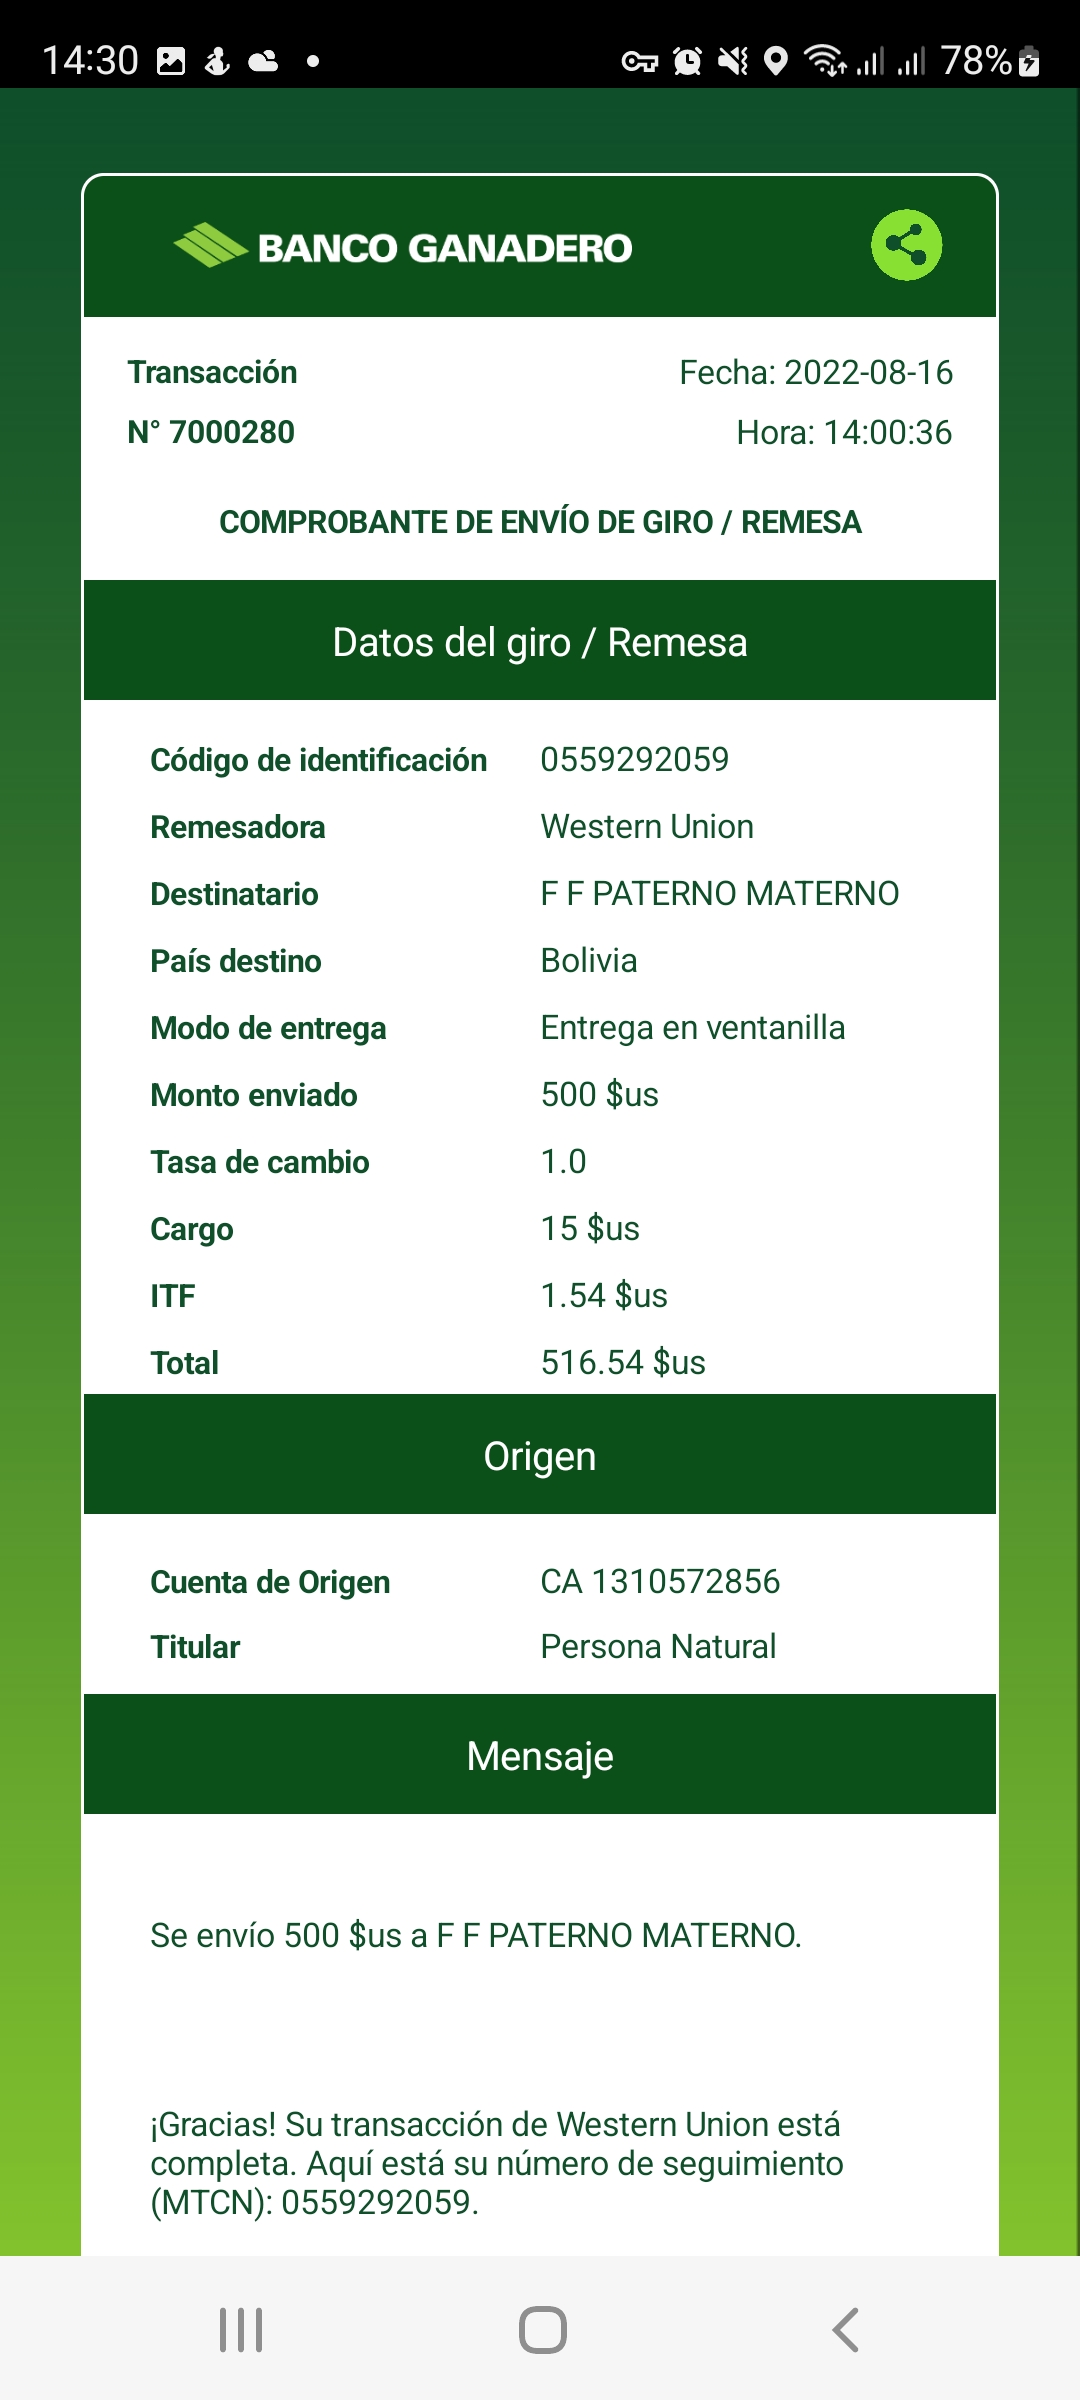 14:30 78%
BANCO GANADERO
Transacción Fecha: 2022-08-16
N° 7000280 Hora: 14:00:36
COMPROBANTE DE ENVÍO DE GIRO / REMESA
Datos del giro / Remesa
Código de identificación 0559292059
Remesadora Western Union
Destinatario F F PATERNO MATERNO
País destino Bolivia
Modo de entrega Entrega en ventanilla
Monto enviado 500 $us
Tasa de cambio 1.0
Cargo 15 $us
ITF 1.54 $us
Total 516.54 $us
Origen
Cuenta de Origen CA 1310572856
Titular Persona Natural
Mensaje
Se envío 500 $us a F F PATERNO MATERNO.
¡Gracias! Su transacción de Western Union está
completa. Aquí está su número de seguimiento
(MTCN): 0559292059.